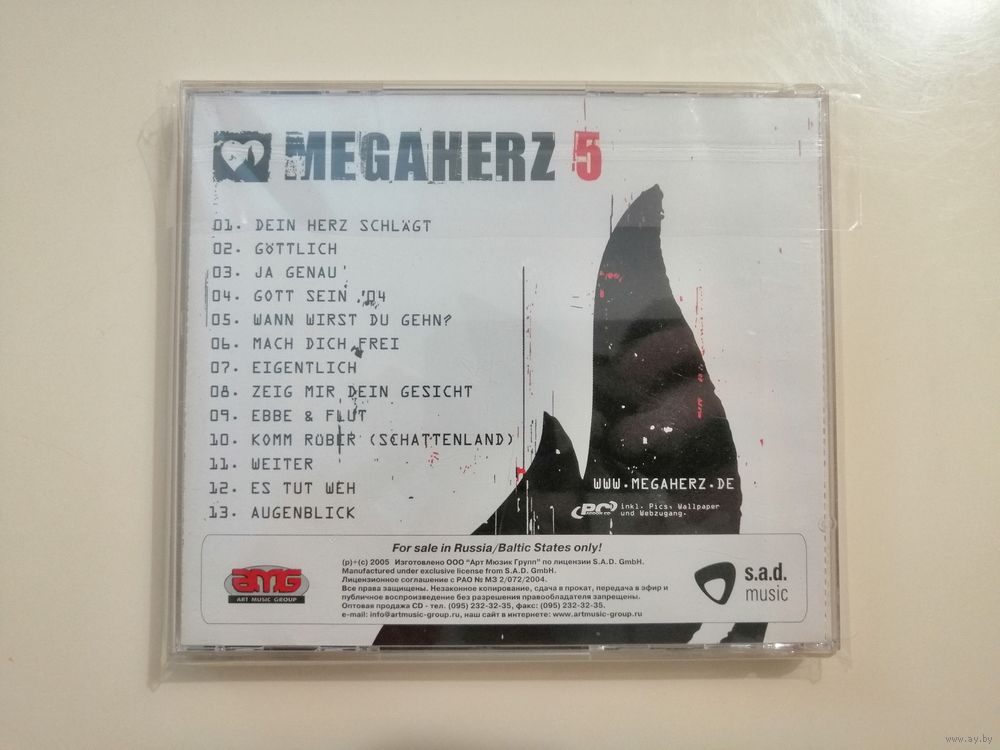 MEGAHERZ 5
01. DEIN HERZ SCHLÄGT
02. GÖTTLICH
03. JA GENAU
04. GOTT SEIN '04
05. WANN WIRST DU GEHN?
06. MACH DICH FREI
07. EIGENTLICH
08. ZEIG MIR DEIN GESICHT
09. EBBE & FLUT
10. KOMM RÜBER (SCHATTENLAND)
11. WEITER
12. ES TUT WEH
13. AUGENBLICK
WWW.MEGAHERZ.DE
PC
inkl. Pics, Wallpaper
und Webzugang.
For sale in Russia/Baltic States only!
(p)+(c) 2005 Изготовлено ООО "Арт Мюзик Групп" по лицензии S.A.D. GmbH.
Manufactured under exclusive license from S.A.D. GmbH.
Лицензионное соглашение с РАО № МЗ 2/072/2004.
Все права защищены. Незаконное копирование, сдача в прокат, передача в эфир и
публичное воспроизведение без разрешения правообладателя запрещены.
Оптовая продажа CD - тел. (095) 232-32-35, факс: (095) 232-32-35.
e-mail: info@artmusic-group.ru, наш сайт в интернете: www.artmusic-group.ru
AMG
ART MUSIC GROUP
s.a.d.
music
www.ay.by